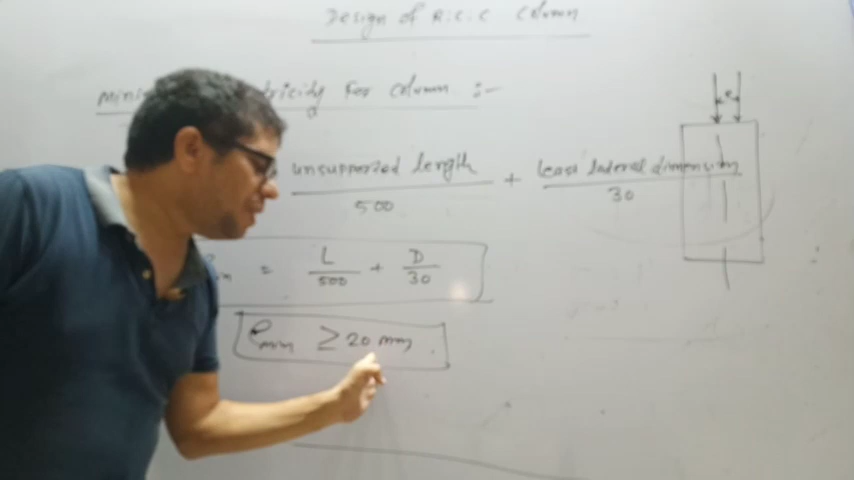 Design of R.C.C Column
Minimum eccentricity For column :-
e
unsupported length / 500 + least lateral dimension / 30
= L/500 + D/30
emin ≥ 20 mm